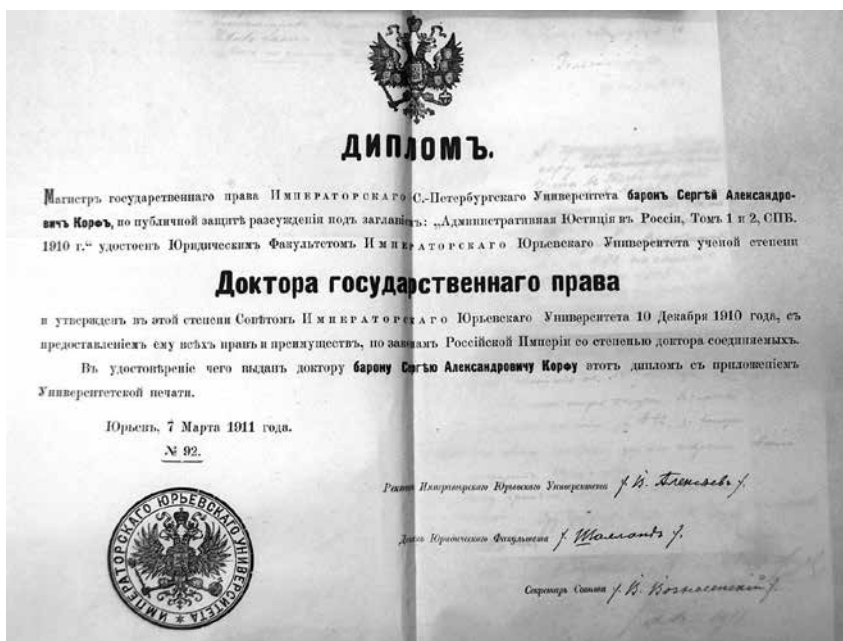 ДИПЛОМЪ.
Магистръ государственнаго права ИМПЕРАТОРСКАГО С.-Петербургскаго Университета баронъ Сергѣй Александро-
вичъ Корфъ, по публичной защитѣ разсужденія подъ заглавіемъ: „Административная Юстиція въ Россіи, Томъ 1 и 2, СПБ.
1910 г.“ удостоенъ Юридическимъ Факультетомъ ИМПЕРАТОРСКАГО Юрьевскаго Университета ученой степени
Доктора государственнаго права
и утвержденъ въ этой степени Совѣтомъ ИМПЕРАТОРСКАГО Юрьевскаго Университета 10 Декабря 1910 года, съ
предоставленіемъ ему всѣхъ правъ и преимуществъ, по законамъ Россійской Имперіи со степенью доктора соединяемыхъ.
Въ удостовѣреніе чего выданъ доктору барону Сергѣю Александровичу Корфу этотъ дипломъ съ приложеніемъ
Университетской печати.
Юрьевъ, 7 Марта 1911 года.
№ 92.
Ректоръ Императорскаго Юрьевскаго Университета /. В. Алексѣевъ /.
Деканъ Юридическаго Факультета /. Шалландъ /.
Секретарь Совѣта /. В. Вознесенскій /.
ИМПЕРАТОРСКАГО ЮРЬЕВСКАГО УНИВЕРСИТЕТА